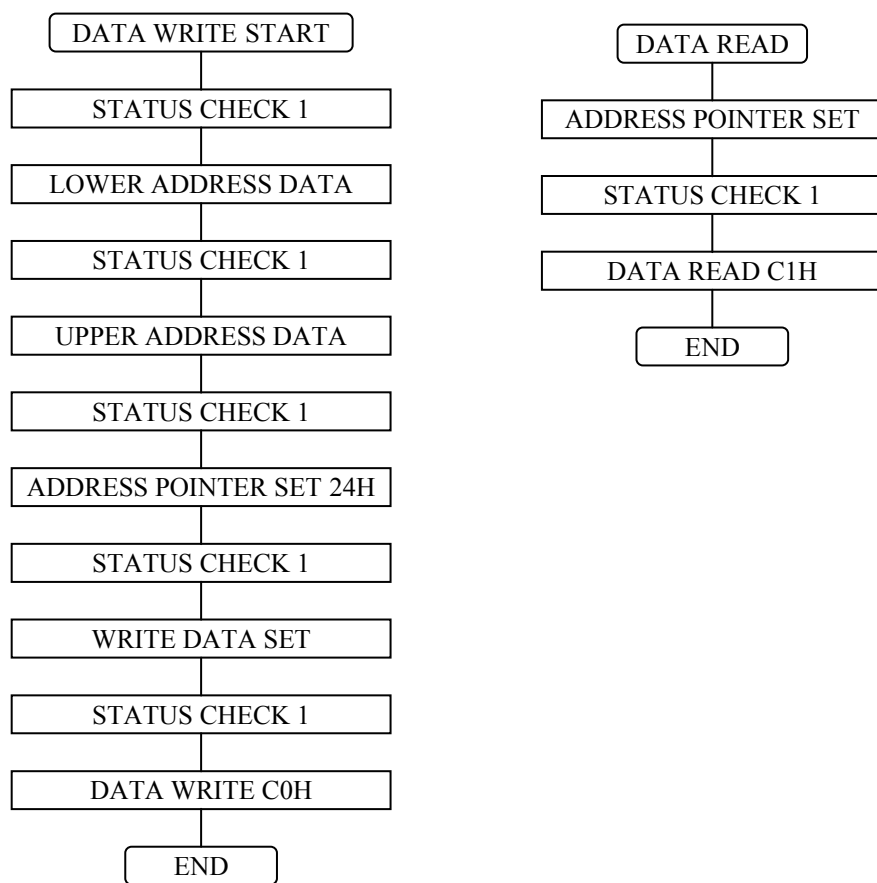 DATA WRITE START
STATUS CHECK 1
LOWER ADDRESS DATA
STATUS CHECK 1
UPPER ADDRESS DATA
STATUS CHECK 1
ADDRESS POINTER SET 24H
STATUS CHECK 1
WRITE DATA SET
STATUS CHECK 1
DATA WRITE C0H
END
DATA READ
ADDRESS POINTER SET
STATUS CHECK 1
DATA READ C1H
END